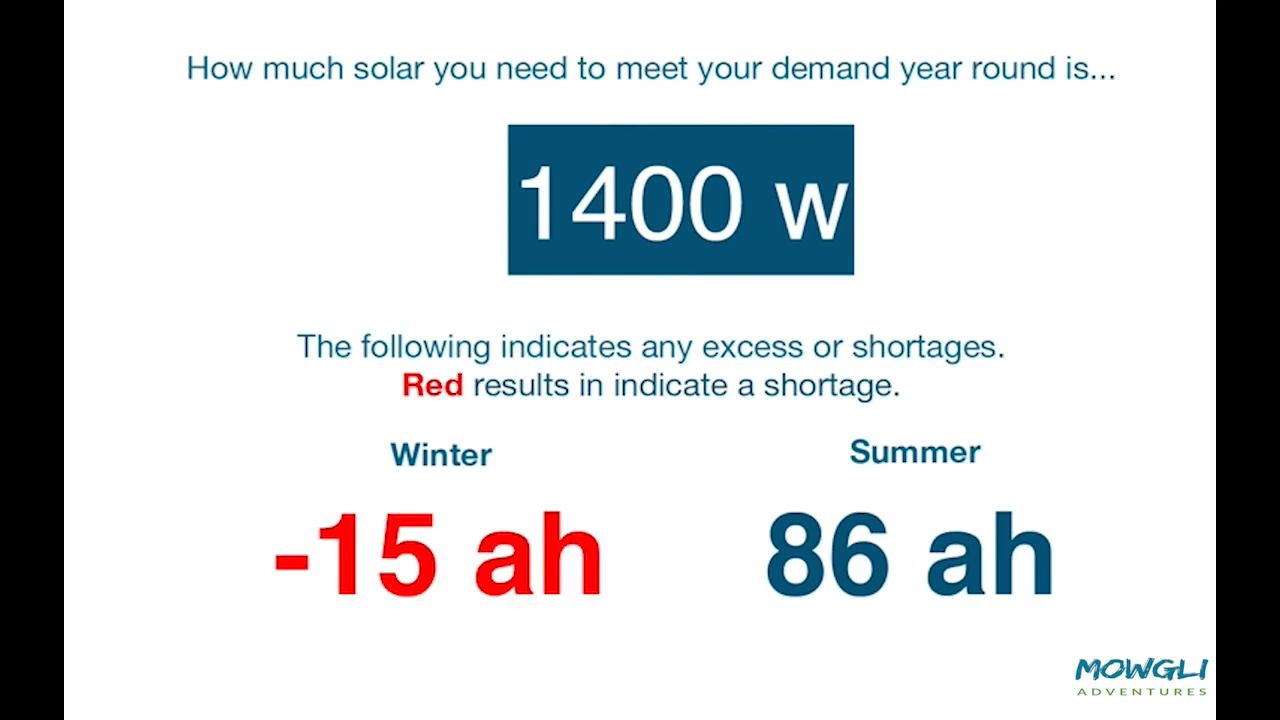 How much solar you need to meet your demand year round is...
1400 w
The following indicates any excess or shortages.
Red results in indicate a shortage.
Winter
Summer
-15 ah
86 ah
MOWGLI
ADVENTURES